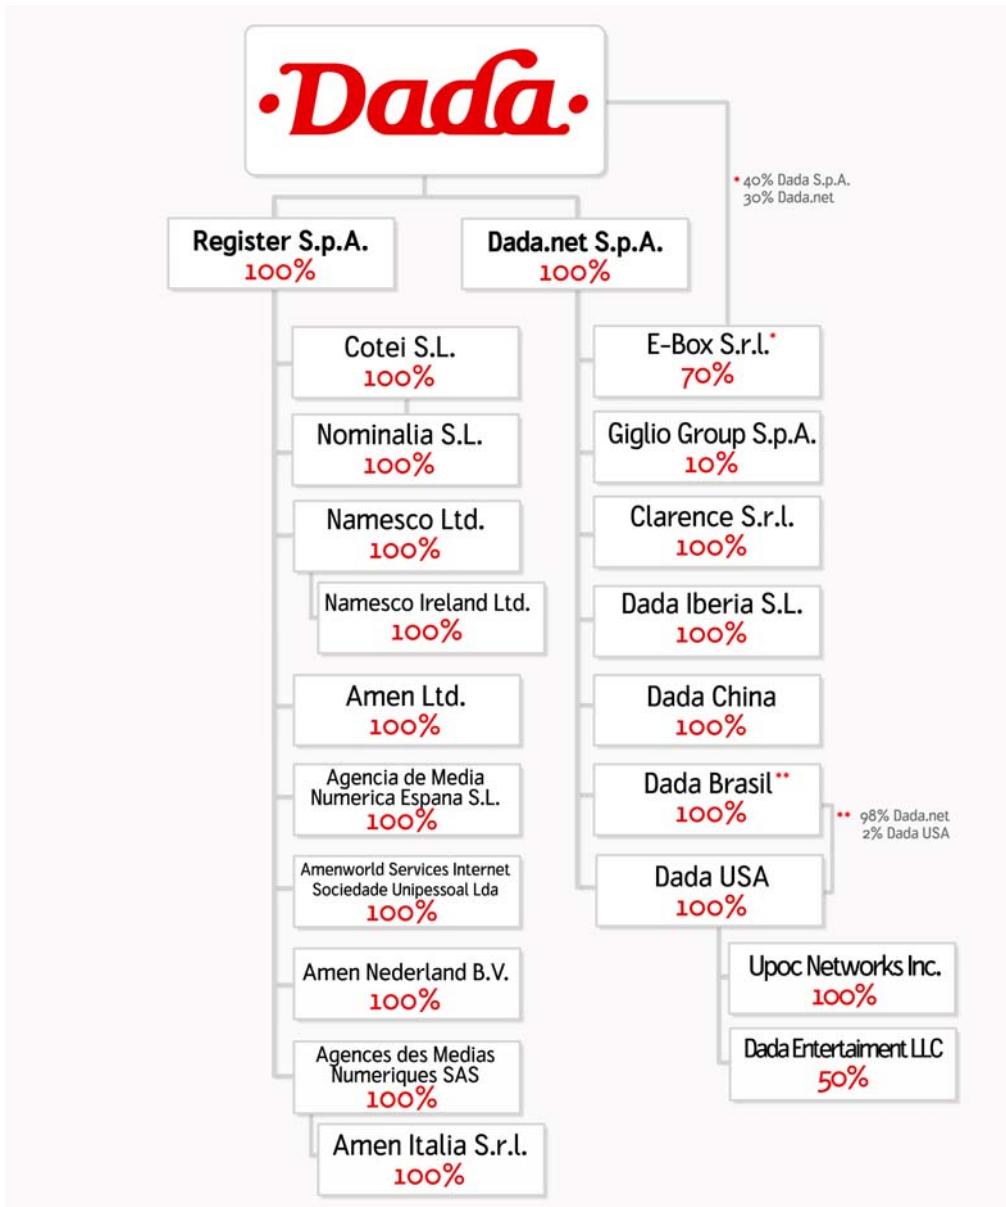 ·Dada·
* 40% Dada S.p.A.
30% Dada.net
Register S.p.A.
100%
Dada.net S.p.A.
100%
Cotei S.L.
100%
Nominalia S.L.
100%
Namesco Ltd.
100%
Namesco Ireland Ltd.
100%
Amen Ltd.
100%
Agencia de Media
Numerica Espana S.L.
100%
Amenworld Services Internet
Sociedade Unipessoal Lda
100%
Amen Nederland B.V.
100%
Agences des Medias
Numeriques SAS
100%
Amen Italia S.r.l.
100%
E-Box S.r.l.*
70%
Giglio Group S.p.A.
10%
Clarence S.r.l.
100%
Dada Iberia S.L.
100%
Dada China
100%
Dada Brasil**
100%
** 98% Dada.net
2% Dada USA
Dada USA
100%
Upoc Networks Inc.
100%
Dada Entertaiment LLC
50%